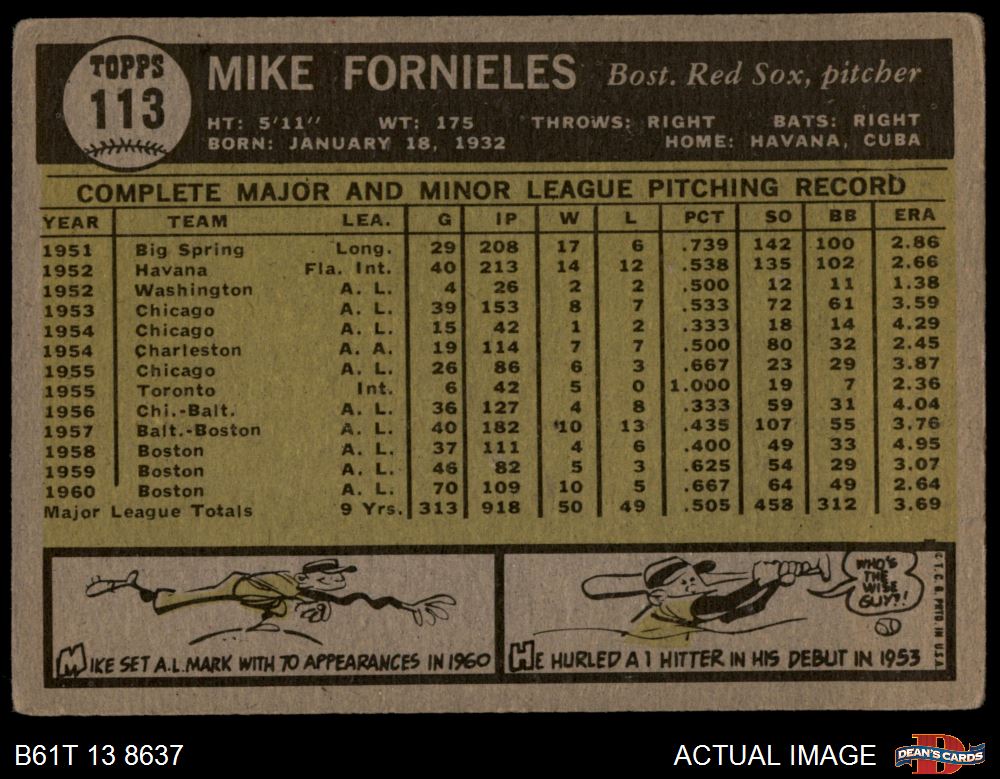 TOPPS
113
MIKE FORNIELES Bost. Red Sox, pitcher
HT: 5'11" WT: 175 THROWS: RIGHT BATS: RIGHT
BORN: JANUARY 18, 1932 HOME: HAVANA, CUBA
COMPLETE MAJOR AND MINOR LEAGUE PITCHING RECORD
YEAR TEAM LEA. G IP W L PCT SO BB ERA
1951 Big Spring Long. 29 208 17 6 .739 142 100 2.86
1952 Havana Fla. Int. 40 213 14 12 .538 135 102 2.66
1952 Washington A. L. 4 26 2 2 .500 12 11 1.38
1953 Chicago A. L. 39 153 8 7 .533 72 61 3.59
1954 Chicago A. L. 15 42 1 2 .333 18 14 4.29
1954 Charleston A. A. 19 114 7 7 .500 80 32 2.45
1955 Chicago A. L. 26 86 6 3 .667 23 29 3.87
1955 Toronto Int. 6 42 5 0 1.000 19 7 2.36
1956 Chi.-Balt. A. L. 36 127 4 8 .333 59 31 4.04
1957 Balt.-Boston A. L. 40 182 10 13 .435 107 55 3.76
1958 Boston A. L. 37 111 4 6 .400 49 33 4.95
1959 Boston A. L. 46 82 5 3 .625 54 29 3.07
1960 Boston A. L. 70 109 10 5 .667 64 49 2.64
Major League Totals 9 Yrs. 313 918 50 49 .505 458 312 3.69
MIKE SET A.L. MARK WITH 70 APPEARANCES IN 1960
WHO'S
THE
WISE
GUY?!
HE HURLED A 1 HITTER IN HIS DEBUT IN 1953
© T. C. G. PRTD IN U.S.A.
B61T 13 8637
ACTUAL IMAGE
DEAN'S CARDS